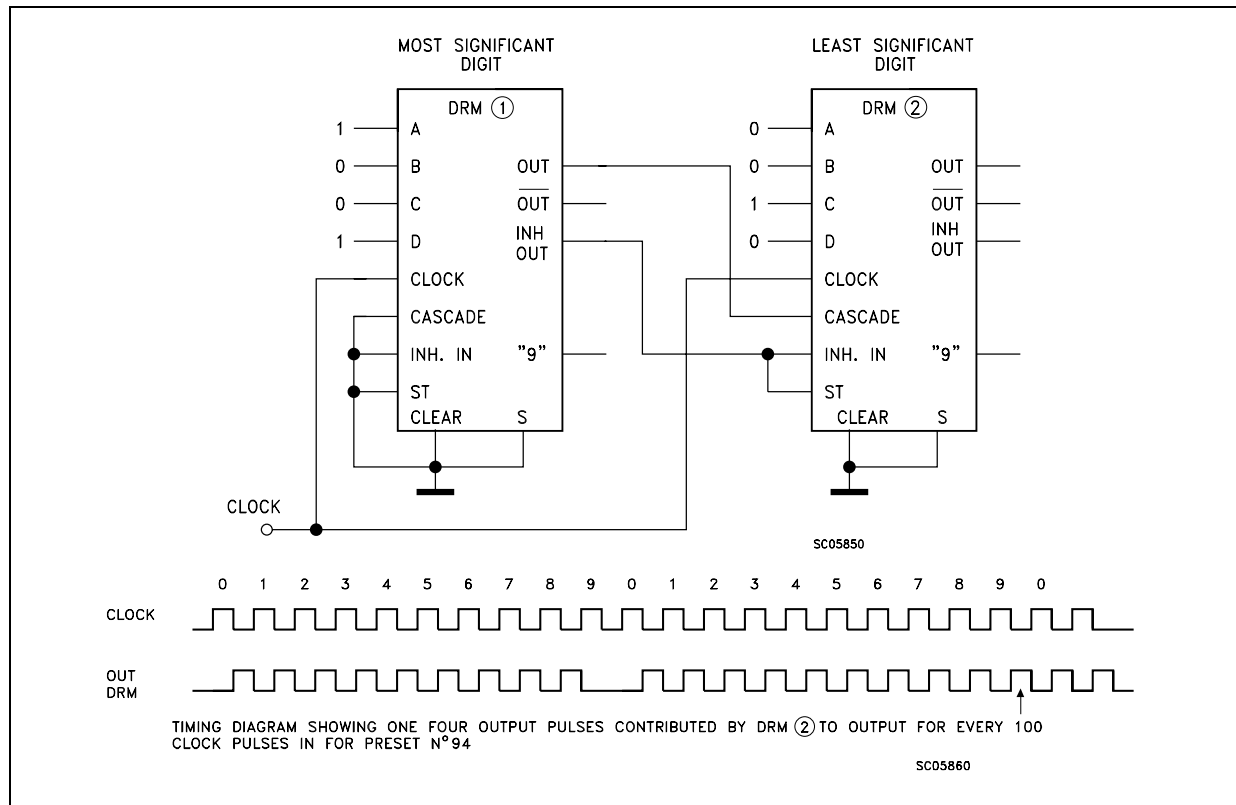 MOST SIGNIFICANT
DIGIT
LEAST SIGNIFICANT
DIGIT
DRM 1
1 A
0 B
0 C
1 D
OUT
OUT
INH
OUT
CLOCK
CASCADE
INH. IN
"9"
ST
CLEAR
S
DRM 2
0 A
0 B
1 C
0 D
OUT
OUT
INH
OUT
CLOCK
CASCADE
INH. IN
"9"
ST
CLEAR
S
CLOCK
SC05850
0 1 2 3 4 5 6 7 8 9 0 1 2 3 4 5 6 7 8 9 0
CLOCK
OUT
DRM
TIMING DIAGRAM SHOWING ONE FOUR OUTPUT PULSES CONTRIBUTED BY DRM 2 TO OUTPUT FOR EVERY 100
CLOCK PULSES IN FOR PRESET N°94
SC05860